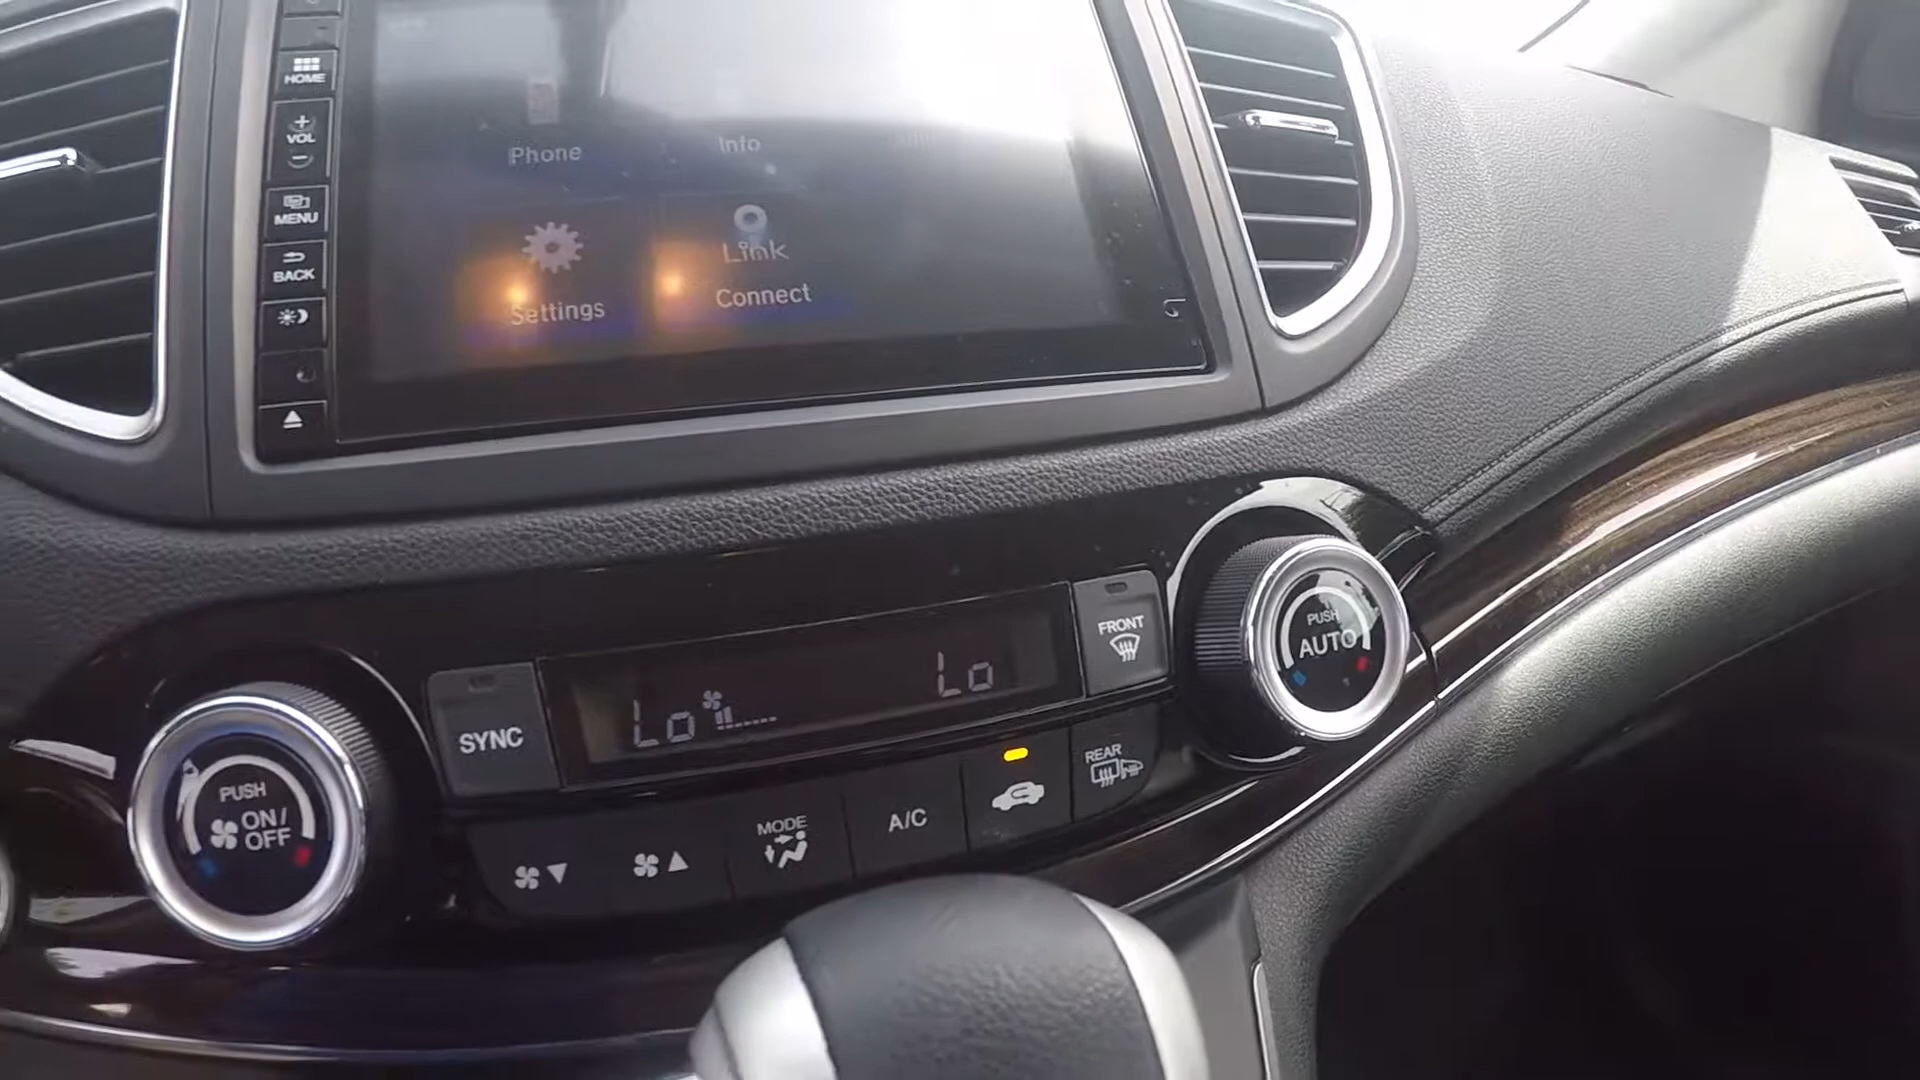 HOME
+
VOL
−
MENU
BACK
Phone
Info
Settings
Link
Connect
SYNC
Lo
Lo
FRONT
PUSH
AUTO
PUSH
ON/
OFF
MODE
A/C
REAR